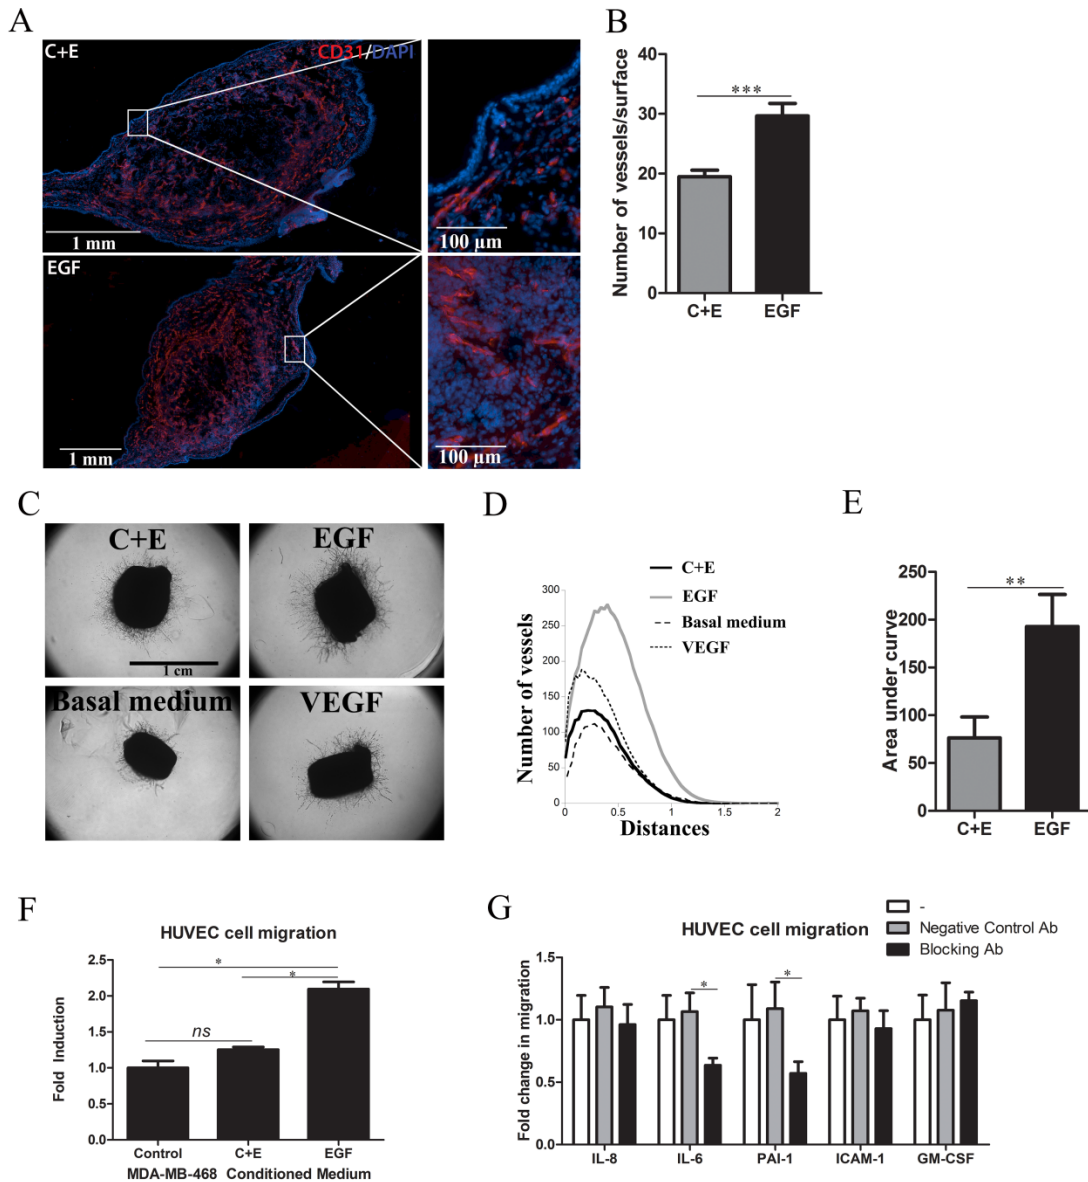 A
C+E
CD31/DAPI
1 mm
100 µm
EGF
1 mm
100 µm
B
Number of vessels/surface
40
30
20
10
0
***
C+E
EGF
C
C+E
EGF
1 cm
Basal medium
VEGF
D
Number of vessels
300
250
200
150
100
50
0
0
0.5
1
1.5
2
Distances
C+E
EGF
Basal medium
VEGF
E
Area under curve
250
200
150
100
50
0
**
C+E
EGF
F
HUVEC cell migration
Fold Induction
2.5
2.0
1.5
1.0
0.5
0.0
*
*
ns
Control
C+E
EGF
MDA-MB-468 Conditioned Medium
G
HUVEC cell migration
-
Negative Control Ab
Blocking Ab
Fold change in migration
1.5
1.0
0.5
0.0
*
*
IL-8
IL-6
PAI-1
ICAM-1
GM-CSF